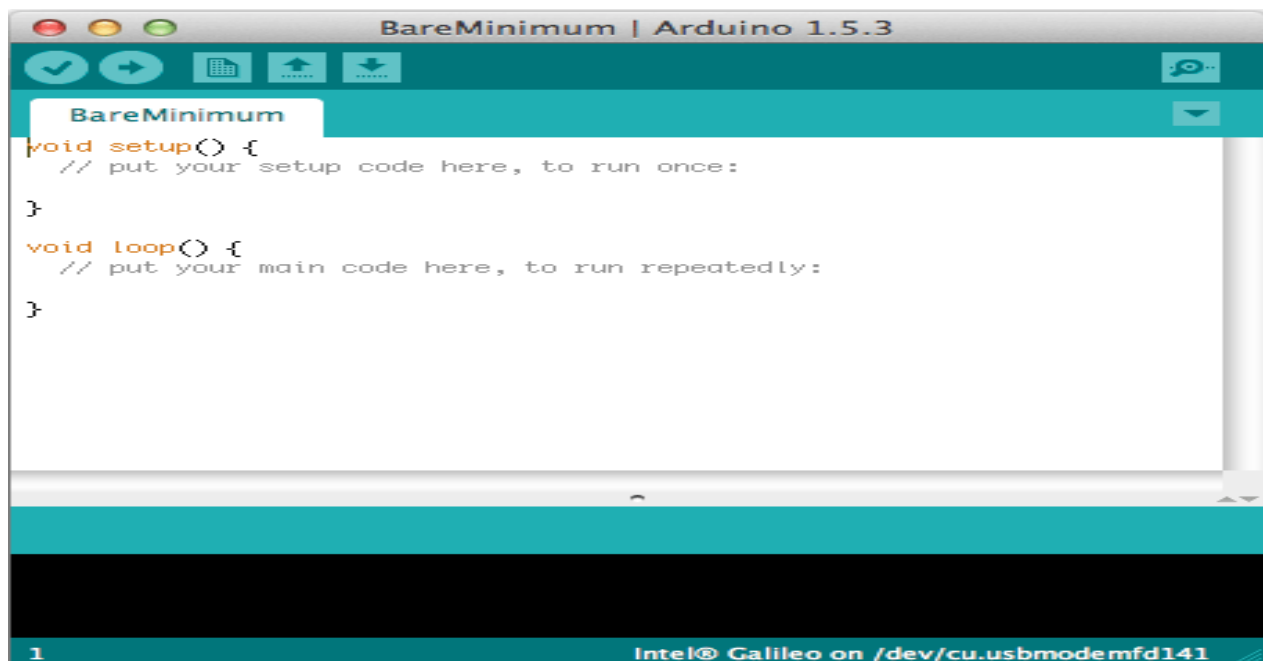 BareMinimum | Arduino 1.5.3
BareMinimum
void setup() {
  // put your setup code here, to run once:
}
void loop() {
  // put your main code here, to run repeatedly:
}
1
Intel® Galileo on /dev/cu.usbmodemfd141